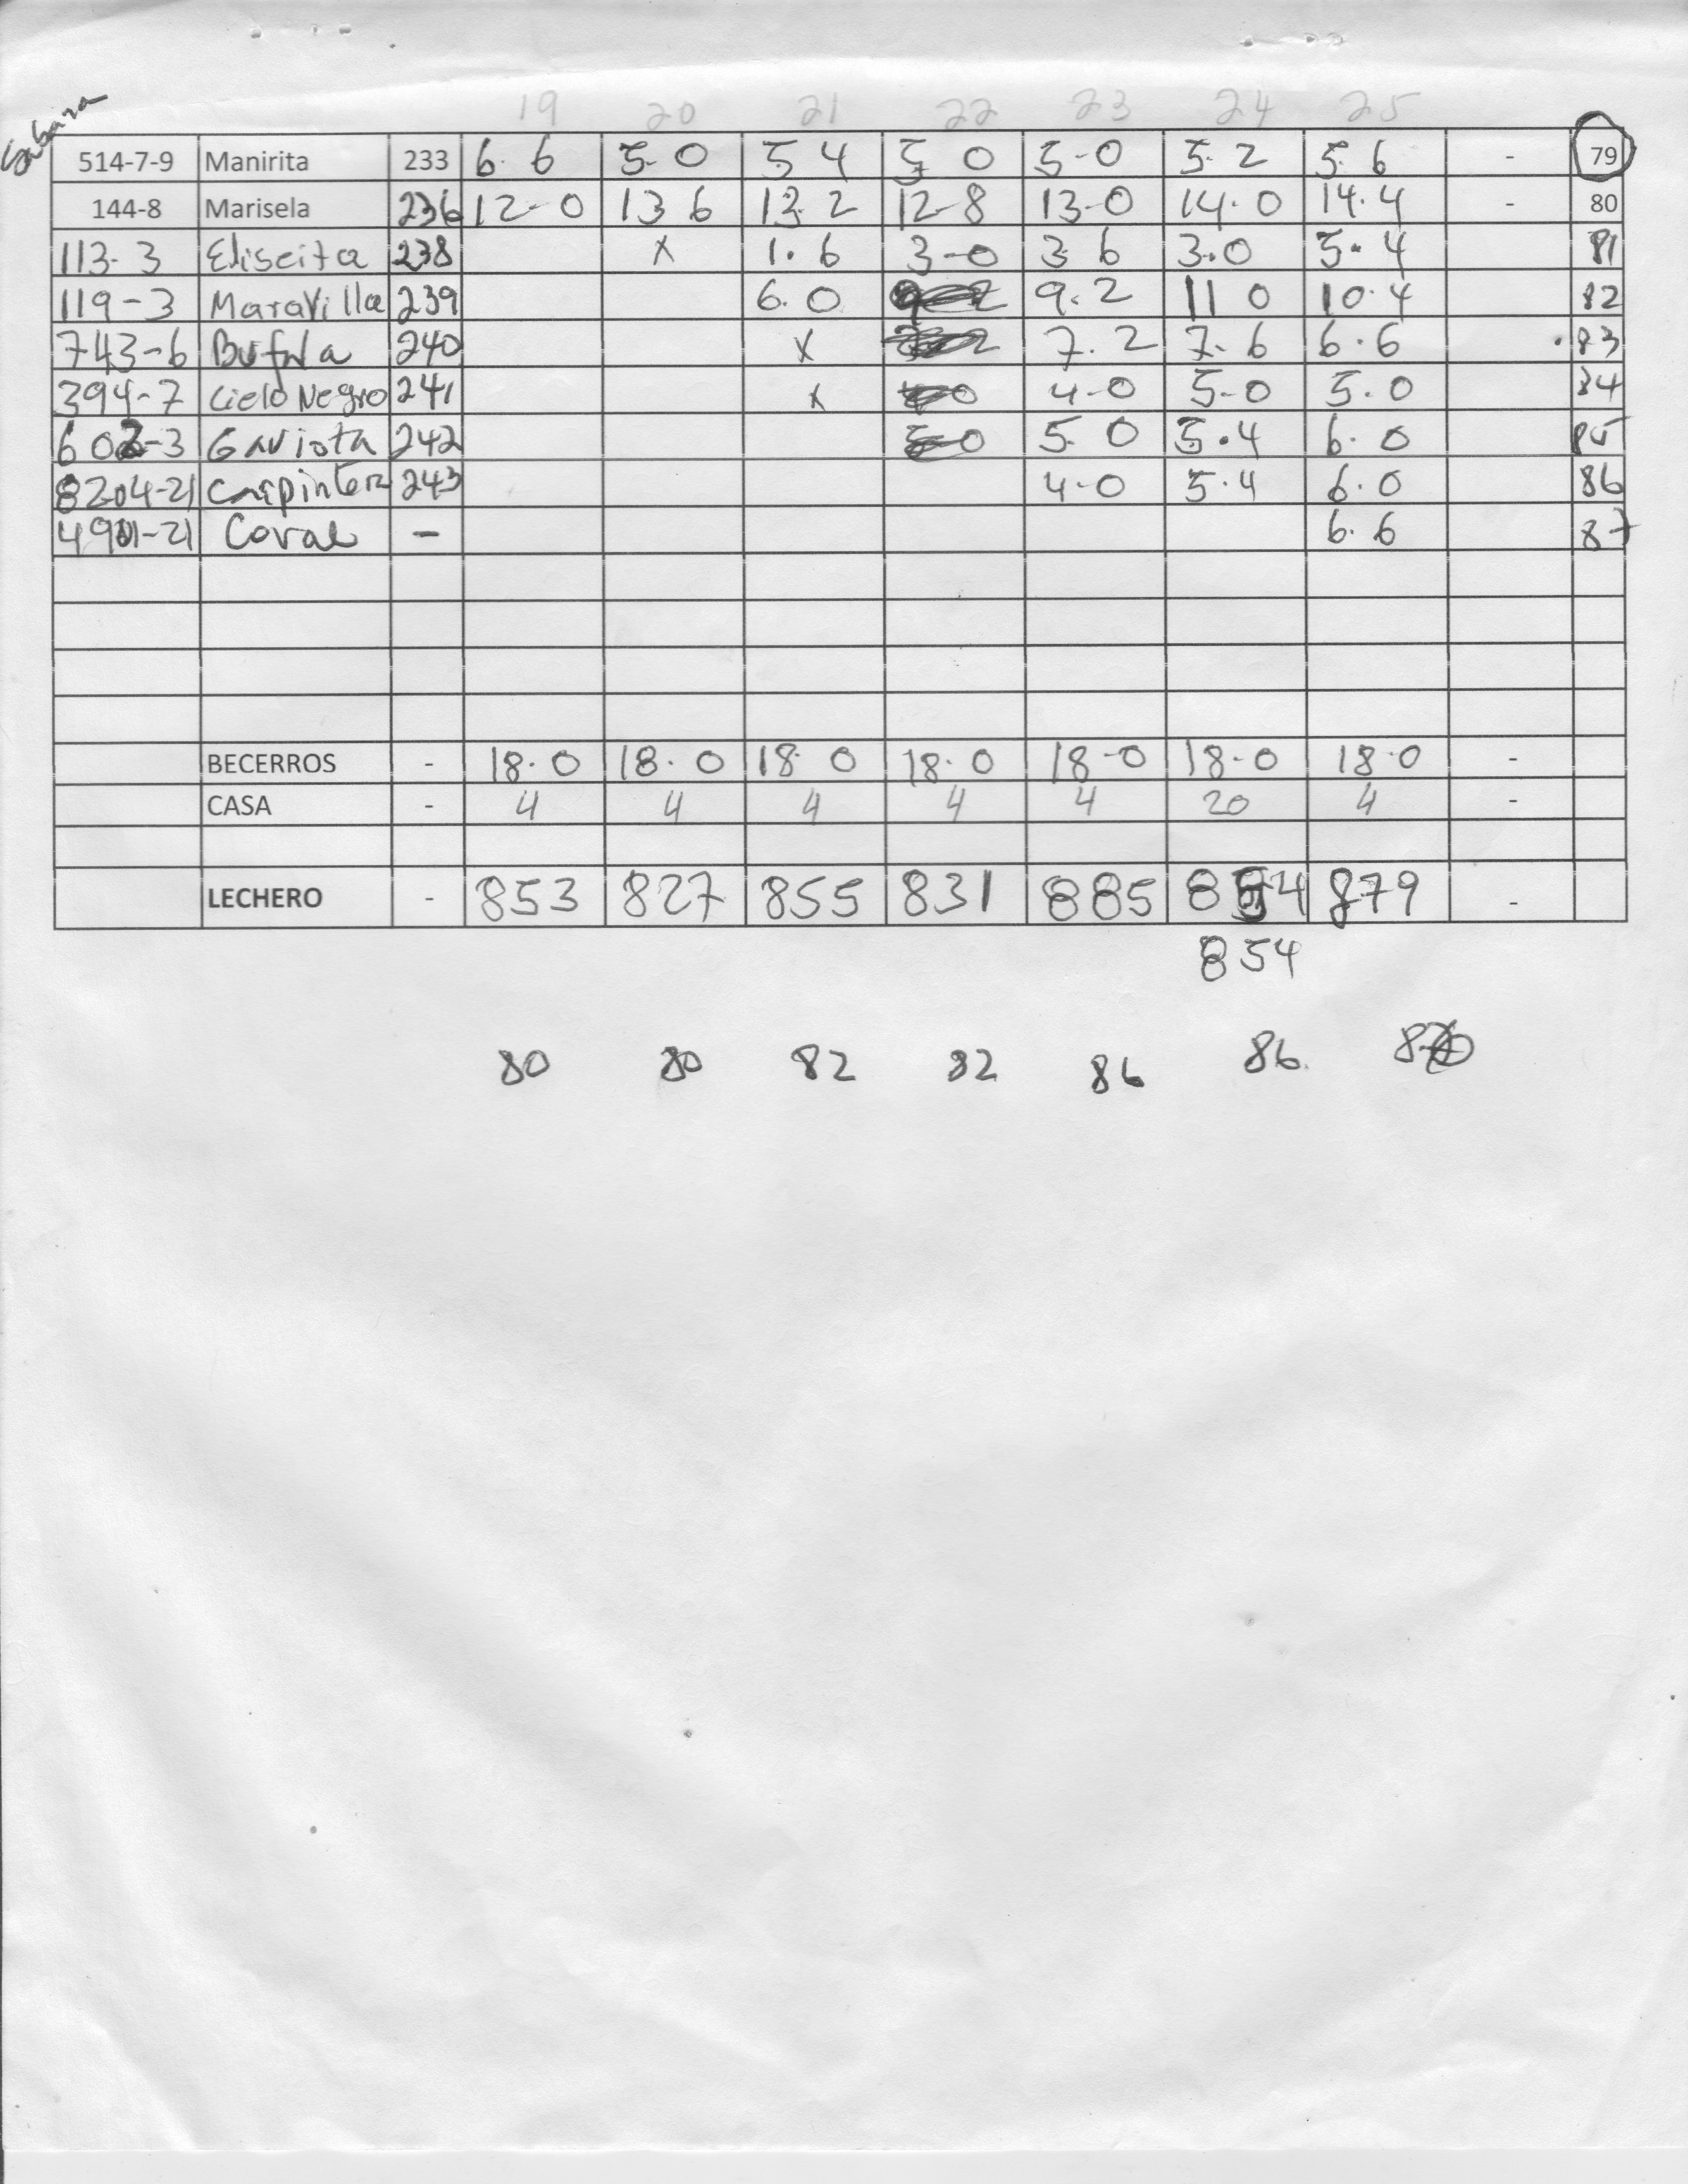 Sabana
19 20 21 22 23 24 25
514-7-9 Manirita 233 6.6 5-0 5 4 5 0 5-0 5.2 5.6 - 79
144-8 Marisela 236 12-0 13 6 13.2 12-8 13-0 14.0 14.4 - 80
113-3 Eliseita 238 x 1.6 3-0 3 6 3.0 5.4 81
119-3 Maravilla 239 6.0 9.2 11 0 10.4 82
743-6 Bufala 240 x 7.2 7-6 6.6 83
394-7 Cielo Negro 241 x 4-0 5-0 5.0 84
602-3 Gaviota 242 5.0 5.4 6.0 85
8204-21 Carpintera 243 4-0 5.4 6.0 86
4901-21 Coral - 6.6 87
BECERROS - 18.0 18.0 18 0 18.0 18-0 18-0 18.0 -
CASA - 4 4 4 4 4 20 4 -
LECHERO - 853 827 855 831 885 854 879 -
854
80 80 82 82 86 86.